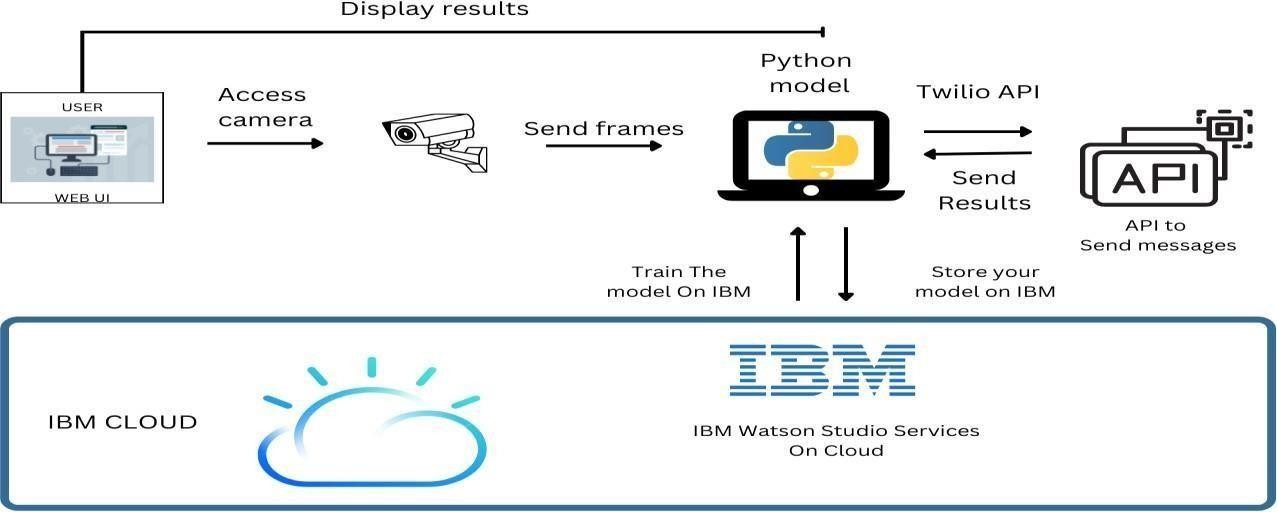 Display results
USER
WEB UI
Access
camera
Send frames
Python
model
Twilio API
Send
Results
API
API to
Send messages
Train The
model On IBM
Store your
model on IBM
IBM CLOUD
IBM
IBM Watson Studio Services
On Cloud